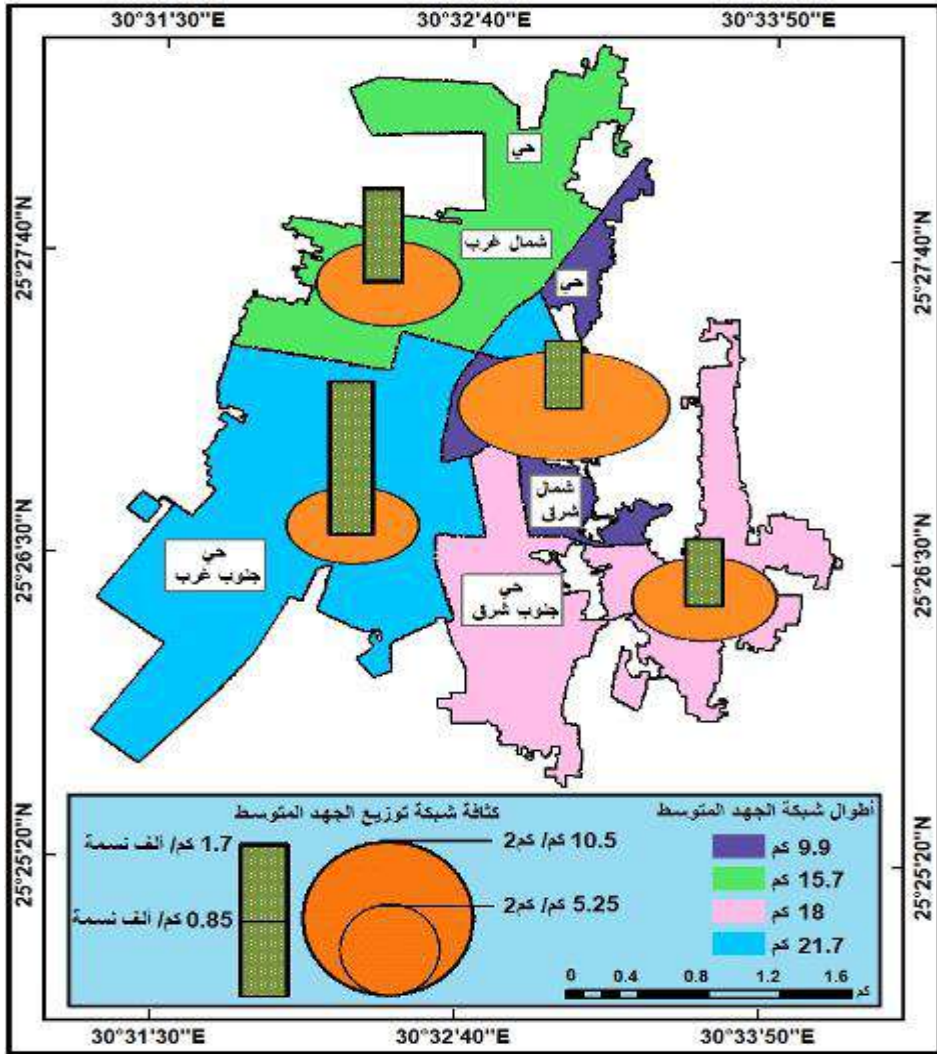 30°31'30"E
30°32'40"E
30°33'50"E
25°27'40"N
25°27'40"N
25°26'30"N
25°26'30"N
25°25'20"N
25°25'20"N
حي
شمال غرب
حي
شمال
شرقي
حي
جنوب غرب
حي
جنوب شرق
كثافة شبكة توزيع الجهد المتوسط
1.7 كم/ ألف نسمة
0.85 كم/ ألف نسمة
10.5 كم/ كم2
5.25 كم/ كم2
أطوال شبكة الجهد المتوسط
9.9 كم
15.7 كم
18 كم
21.7 كم
0 0.4 0.8 1.2 1.6
كم
30°31'30"E
30°32'40"E
30°33'50"E